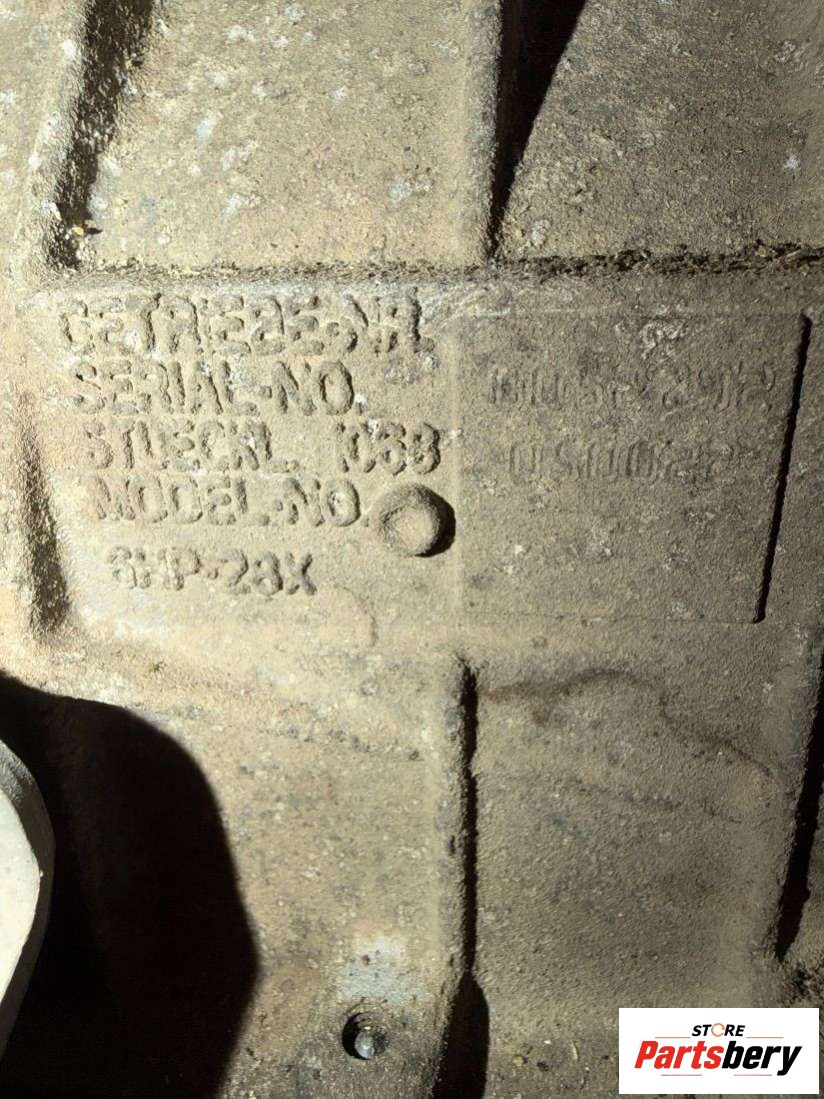 GETRIEBE-NR.
SERIAL-NO.
STUECKL. 1068
MODEL-NO.
6HP-28X
STORE
Partsbery